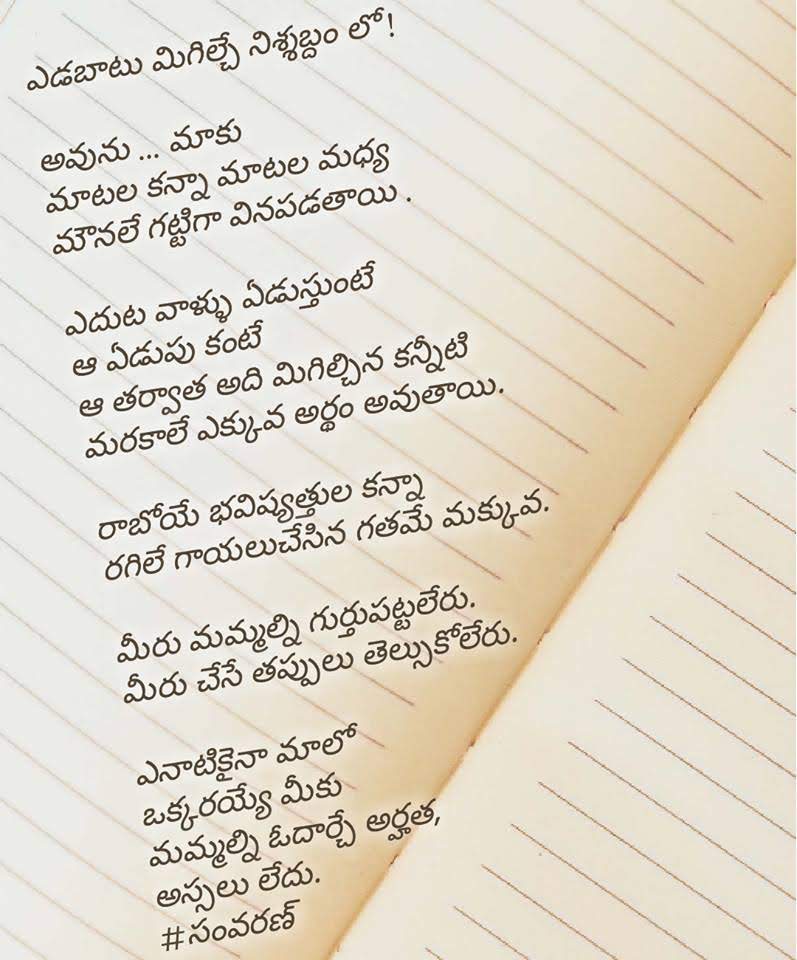 ఎడబాటు మిగిల్చే నిశ్శబ్దం లో!
అవును ... మాకు
మాటల కన్నా మాటల మధ్య
మౌనలే గట్టిగా వినపడతాయి .
ఎదుట వాళ్ళు ఏడుస్తుంటే
ఆ ఏడుపు కంటే
ఆ తర్వాత అది మిగిల్చిన కన్నీటి
మరకాలే ఎక్కువ అర్థం అవుతాయి.
రాబోయే భవిష్యత్తుల కన్నా
రగిలే గాయలుచేసిన గతమే మక్కువ.
మీరు మమ్మల్ని గుర్తుపట్టలేరు.
మీరు చేసే తప్పులు తెల్సుకోలేరు.
ఎనాటికైనా మాలో
ఒక్కరయ్యే మీకు
మమ్మల్ని ఓదార్చే అర్హత,
అస్సలు లేదు.
#సంవరణ్